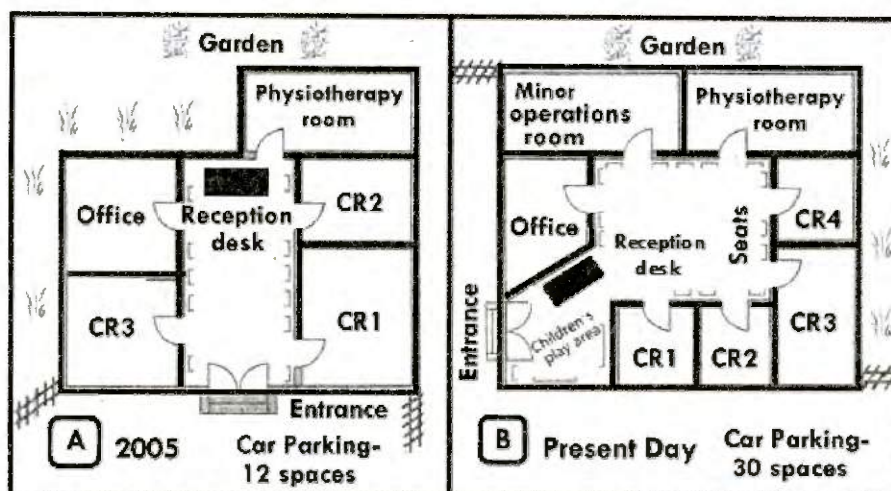 Garden
Physiotherapy
room
Office
Reception
desk
CR2
CR3
CR1
Entrance
A
2005
Car Parking-
12 spaces
Garden
Minor
operations
room
Physiotherapy
room
Office
Reception
desk
Seats
CR4
Entrance
Children's
play area
CR1
CR2
CR3
B
Present Day
Car Parking-
30 spaces